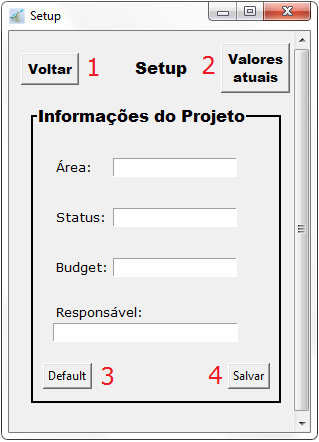 Setup
Voltar 1 Setup 2 Valores
atuais
Informações do Projeto
Área:
Status:
Budget:
Responsável:
Default 3 4 Salvar